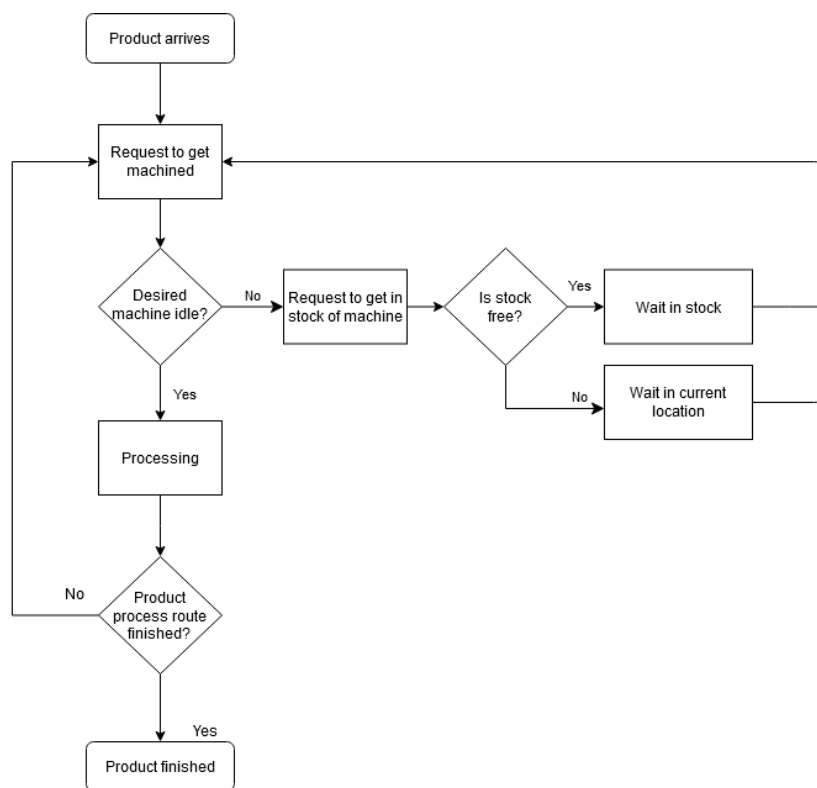 Product arrives
Request to get
machined
Desired
machine idle?
No
Request to get in
stock of machine
Is stock
free?
Yes
Wait in stock
No
Wait in current
location
Yes
Processing
No
Product
process route
finished?
Yes
Product finished